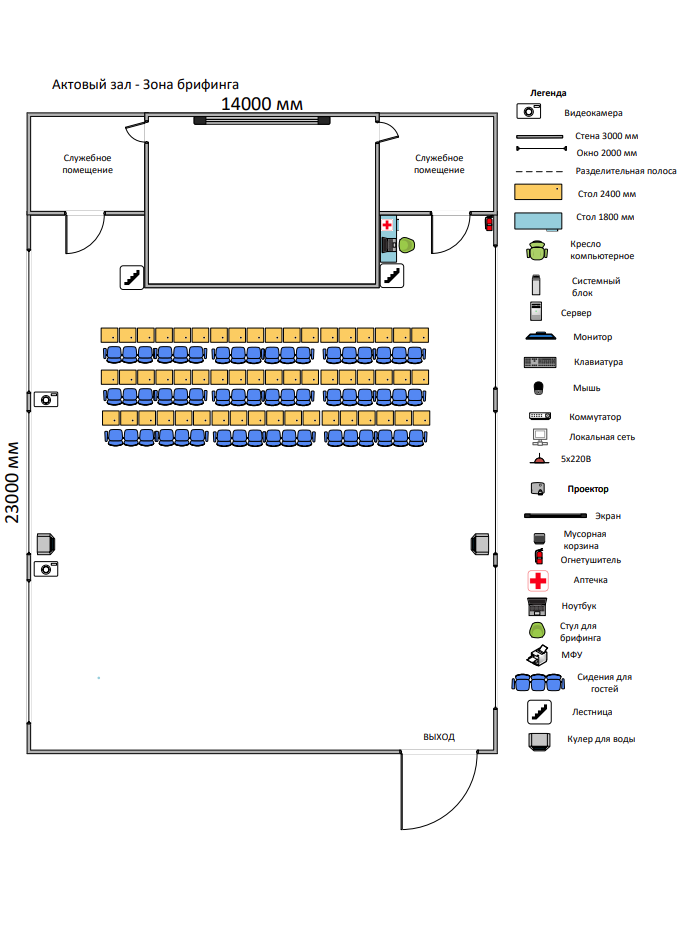 Актовый зал - Зона брифинга
14000 мм
Служебное
помещение
Служебное
помещение
23000 мм
ВЫХОД
Легенда
Видеокамера
Стена 3000 мм
Окно 2000 мм
Разделительная полоса
Стол 2400 мм
Стол 1800 мм
Кресло
компьютерное
Системный
блок
Сервер
Монитор
Клавиатура
Мышь
Коммутатор
Локальная сеть
5х220В
Проектор
Экран
Мусорная
корзина
Огнетушитель
Аптечка
Ноутбук
Стул для
брифинга
МФУ
Сидения для
гостей
Лестница
Кулер для воды